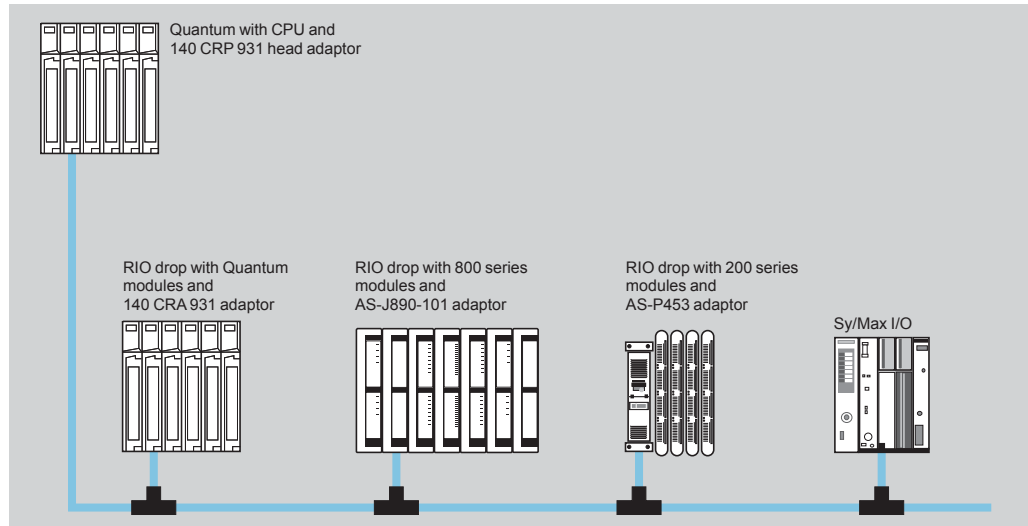 Quantum with CPU and
140 CRP 931 head adaptor
RIO drop with Quantum
modules and
140 CRA 931 adaptor
RIO drop with 800 series
modules and
AS-J890-101 adaptor
RIO drop with 200 series
modules and
AS-P453 adaptor
Sy/Max I/O